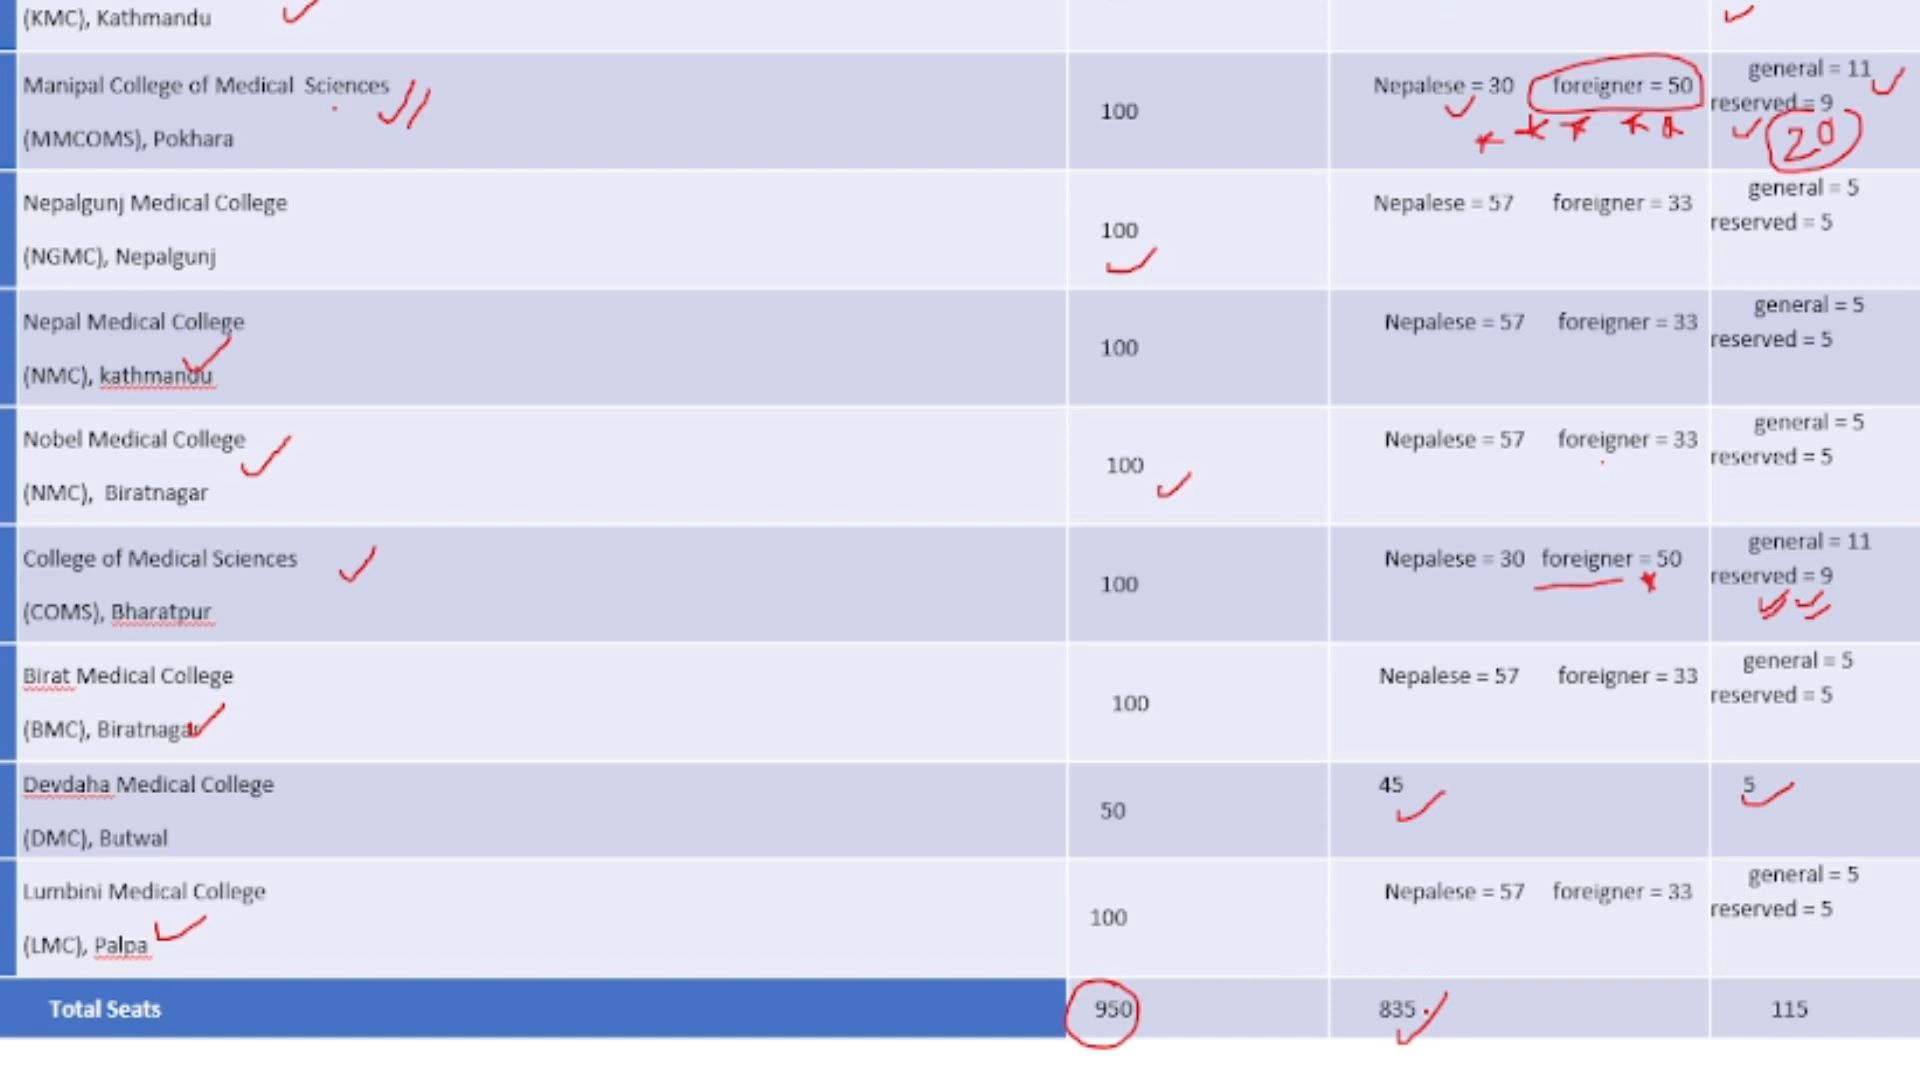 (KMC), Kathmandu
Manipal College of Medical Sciences
(MMCOMS), Pokhara
100
Nepalese = 30 foreigner = 50
general = 11
reserved = 9
20
Nepalgunj Medical College
(NGMC), Nepalgunj
100
Nepalese = 57 foreigner = 33
general = 5
reserved = 5
Nepal Medical College
(NMC), kathmandu
100
Nepalese = 57 foreigner = 33
general = 5
reserved = 5
Nobel Medical College
(NMC), Biratnagar
100
Nepalese = 57 foreigner = 33
general = 5
reserved = 5
College of Medical Sciences
(COMS), Bharatpur
100
Nepalese = 30 foreigner = 50
general = 11
reserved = 9
Birat Medical College
(BMC), Biratnagar
100
Nepalese = 57 foreigner = 33
general = 5
reserved = 5
Devdaha Medical College
(DMC), Butwal
50
45
5
Lumbini Medical College
(LMC), Palpa
100
Nepalese = 57 foreigner = 33
general = 5
reserved = 5
Total Seats 950 835 115